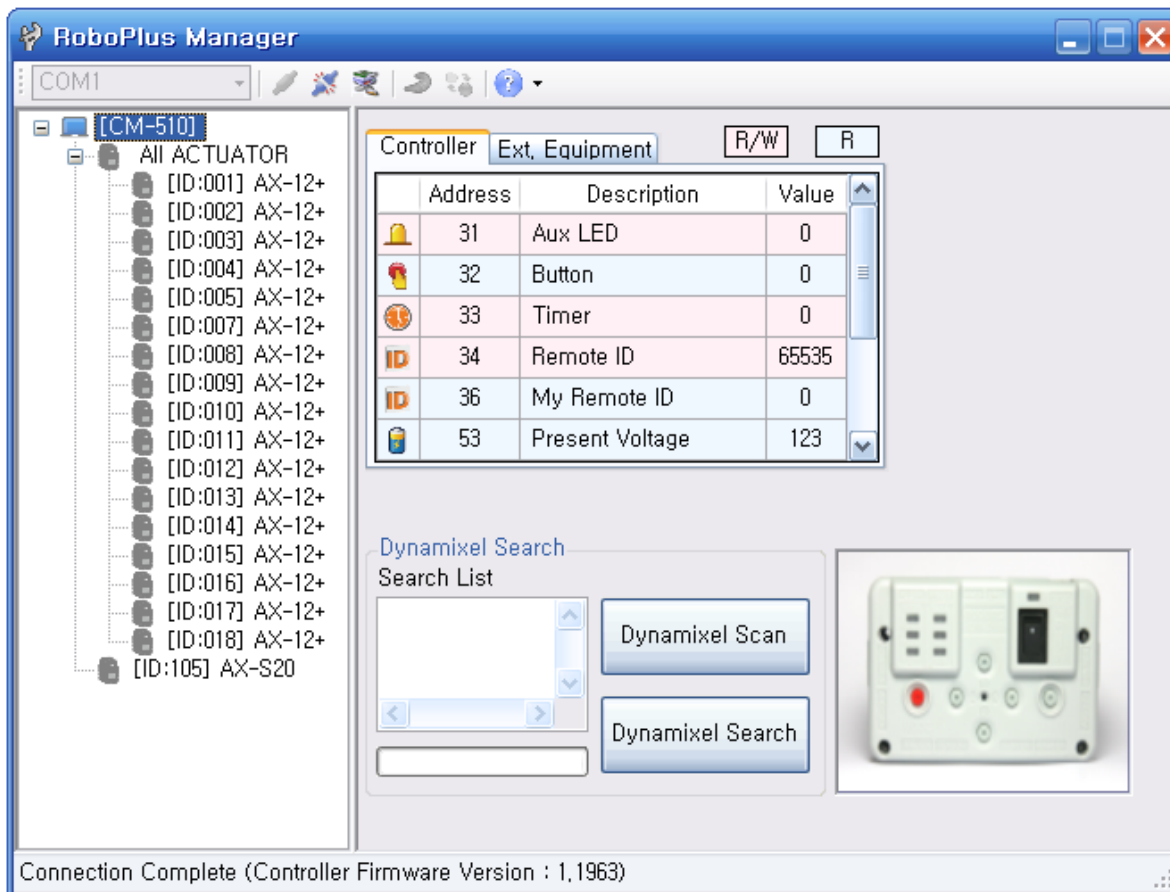 RoboPlus Manager
COM1
[CM-510]
All ACTUATOR
[ID:001] AX-12+
[ID:002] AX-12+
[ID:003] AX-12+
[ID:004] AX-12+
[ID:005] AX-12+
[ID:007] AX-12+
[ID:008] AX-12+
[ID:009] AX-12+
[ID:010] AX-12+
[ID:011] AX-12+
[ID:012] AX-12+
[ID:013] AX-12+
[ID:014] AX-12+
[ID:015] AX-12+
[ID:016] AX-12+
[ID:017] AX-12+
[ID:018] AX-12+
[ID:105] AX-S20
Controller Ext, Equipment R/W R
Address Description Value
31 Aux LED 0
32 Button 0
33 Timer 0
ID 34 Remote ID 65535
ID 36 My Remote ID 0
53 Present Voltage 123
Dynamixel Search
Search List
Dynamixel Scan
Dynamixel Search
Connection Complete (Controller Firmware Version : 1,1963)